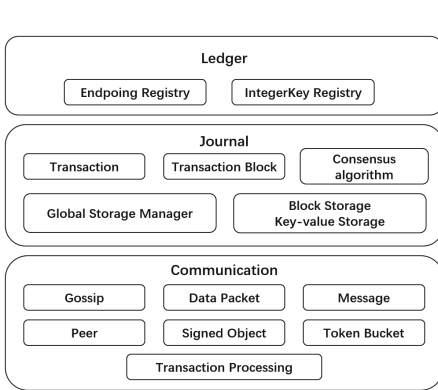 Ledger
Endpoing Registry
IntegerKey Registry
Journal
Transaction
Transaction Block
Consensus
algorithm
Global Storage Manager
Block Storage
Key-value Storage
Communication
Gossip
Data Packet
Message
Peer
Signed Object
Token Bucket
Transaction Processing